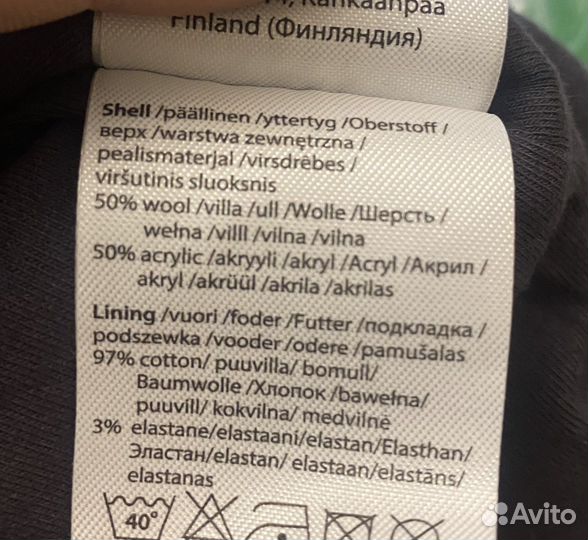 Kankaanpää
Finland (Финляндия)
Shell /päällinen /yttertyg /Oberstoff /
верх /warstwa zewnętrzna /
pealismaterjal /virsdrēbes /
viršutinis sluoksnis
50% wool /villa /ull /Wolle /Шерсть /
wełna /villl /vilna /vilna
50% acrylic /akryyli /akryl /Acryl /Акрил /
akryl /akrüül /akrila /akrilas
Lining /vuori /foder /Futter /подкладка /
podszewka /vooder /odere /pamušalas
97% cotton/ puuvilla/ bomull/
Baumwolle /Хлопок /bawełna/
puuvill/ kokvilna/ medvilnė
3% elastane/elastaani/elastan/Elasthan/
Эластан/elastan/ elastaan/elastāns/
elastanas
40°
Avito